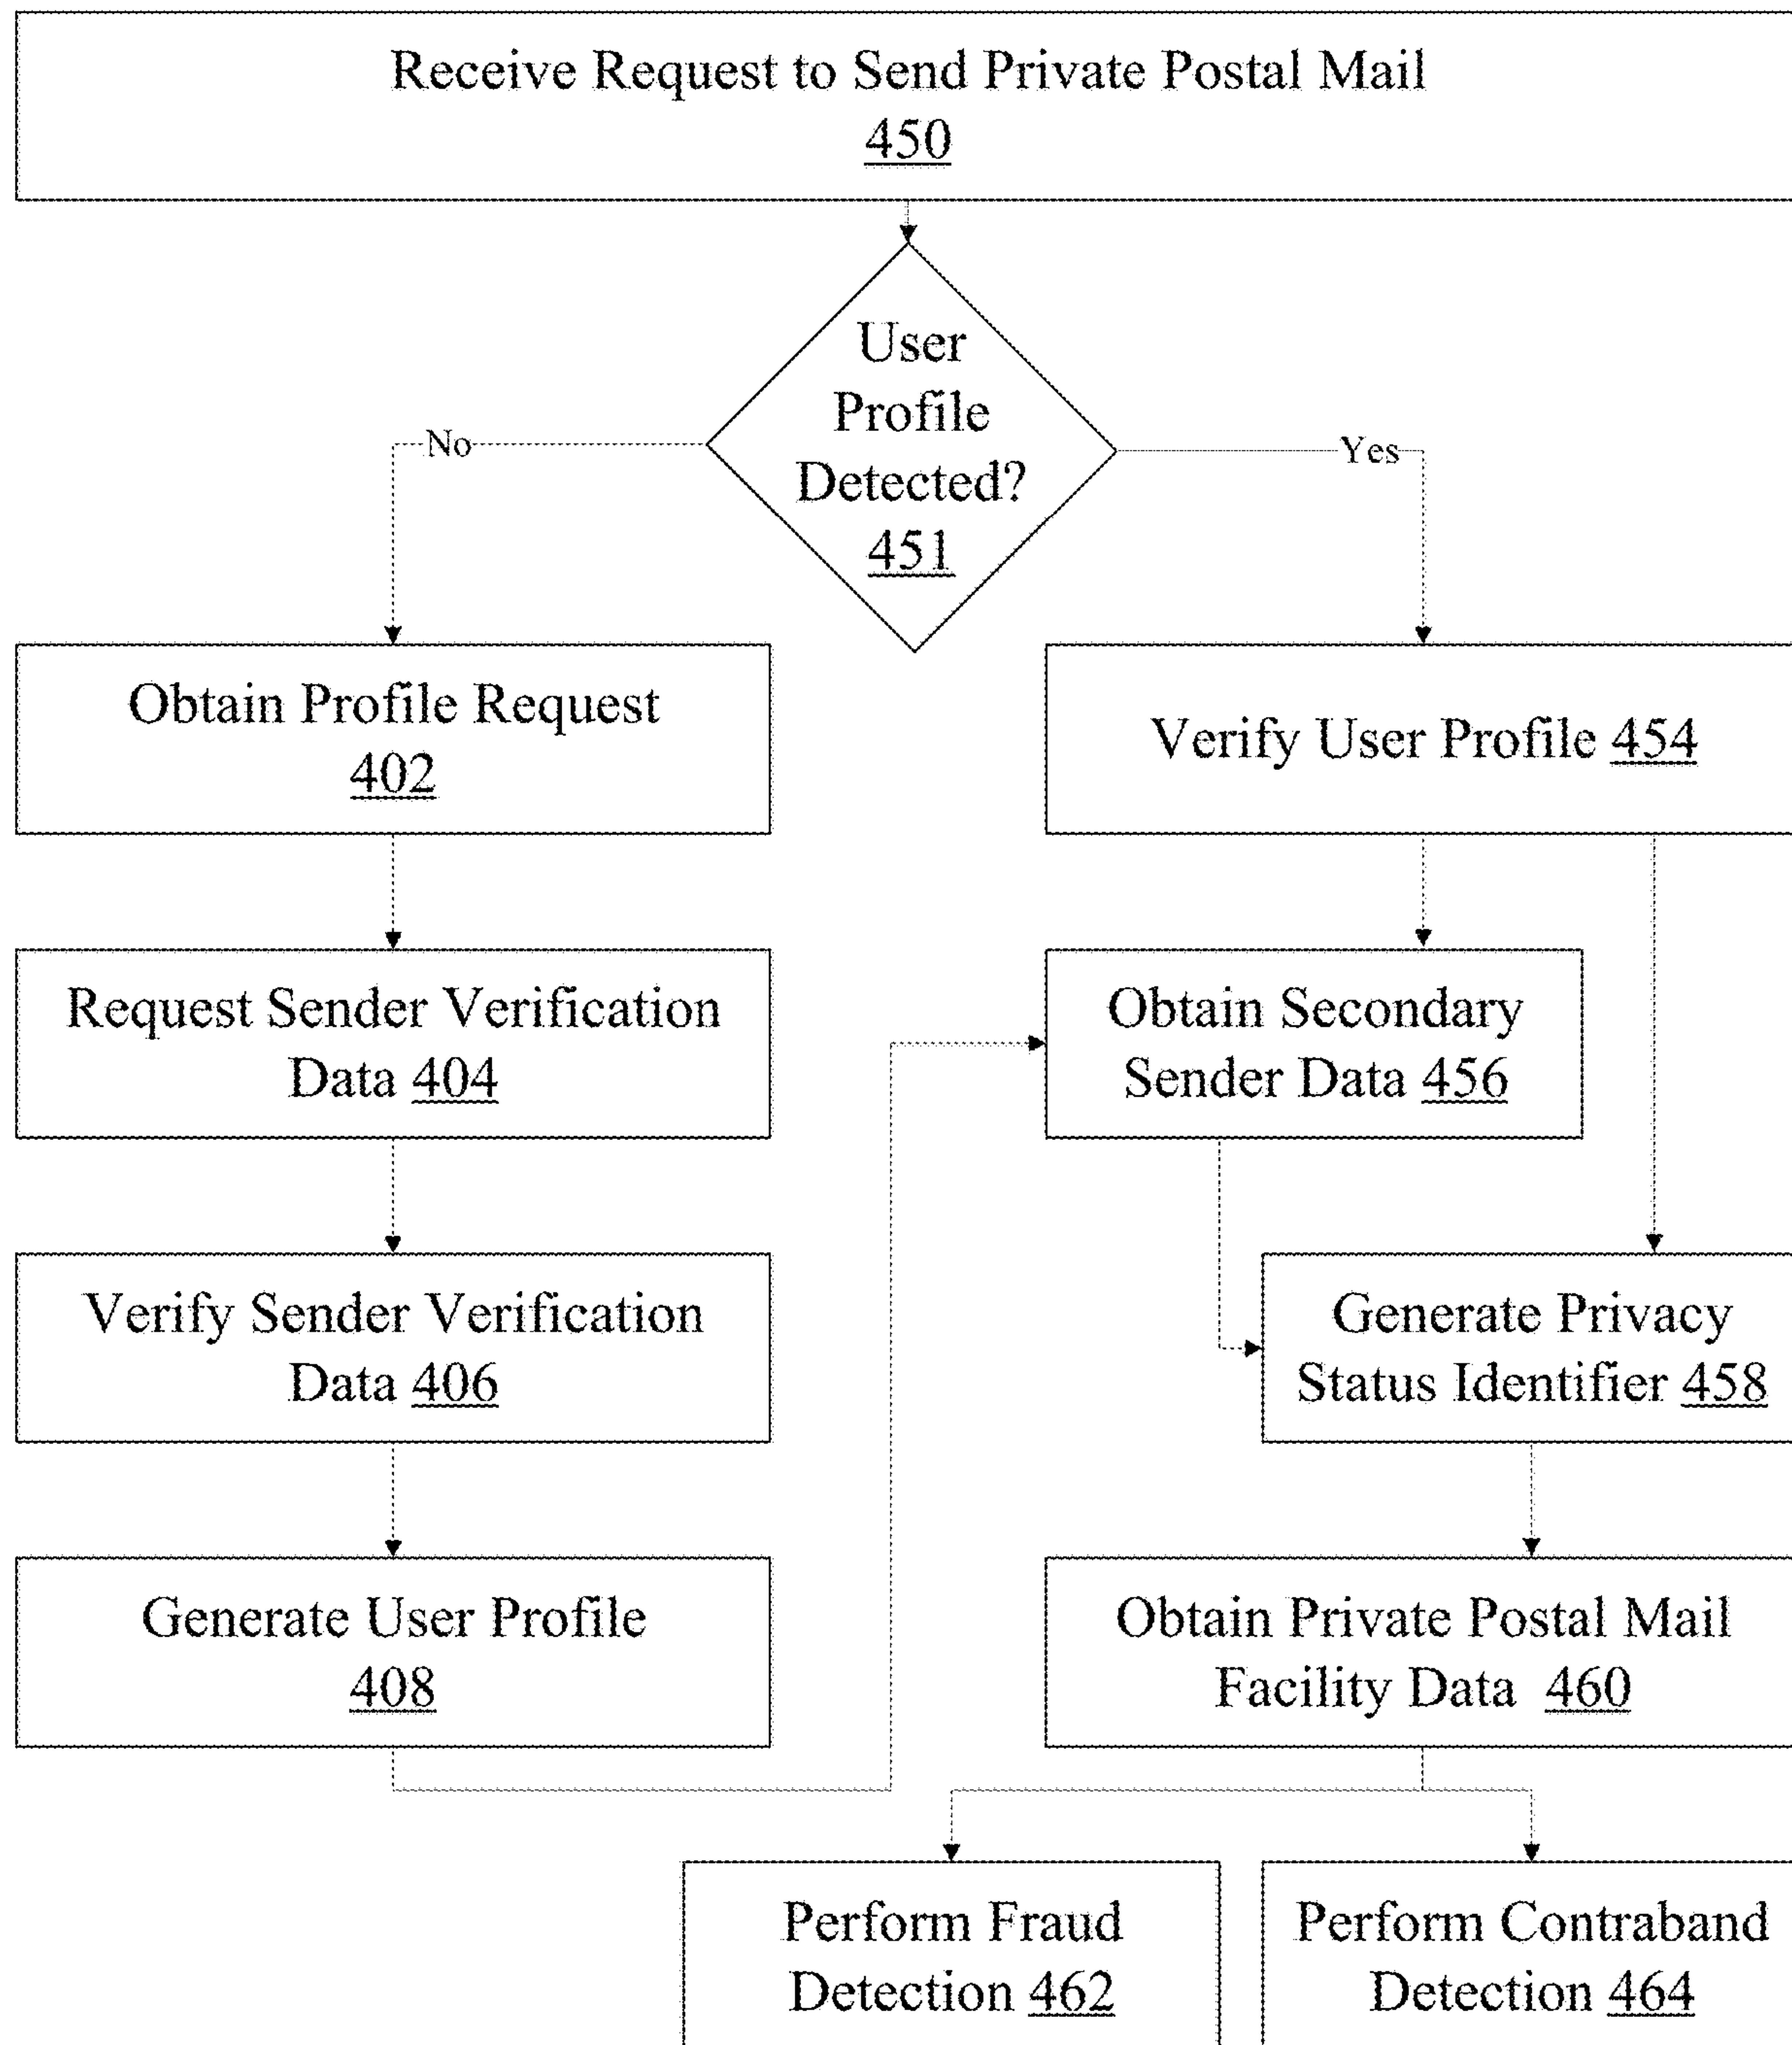 Receive Request to Send Private Postal Mail
450
User
Profile
Detected?
451
No
Yes
Obtain Profile Request
402
Verify User Profile 454
Request Sender Verification
Data 404
Obtain Secondary
Sender Data 456
Verify Sender Verification
Data 406
Generate Privacy
Status Identifier 458
Generate User Profile
408
Obtain Private Postal Mail
Facility Data 460
Perform Fraud
Detection 462
Perform Contraband
Detection 464